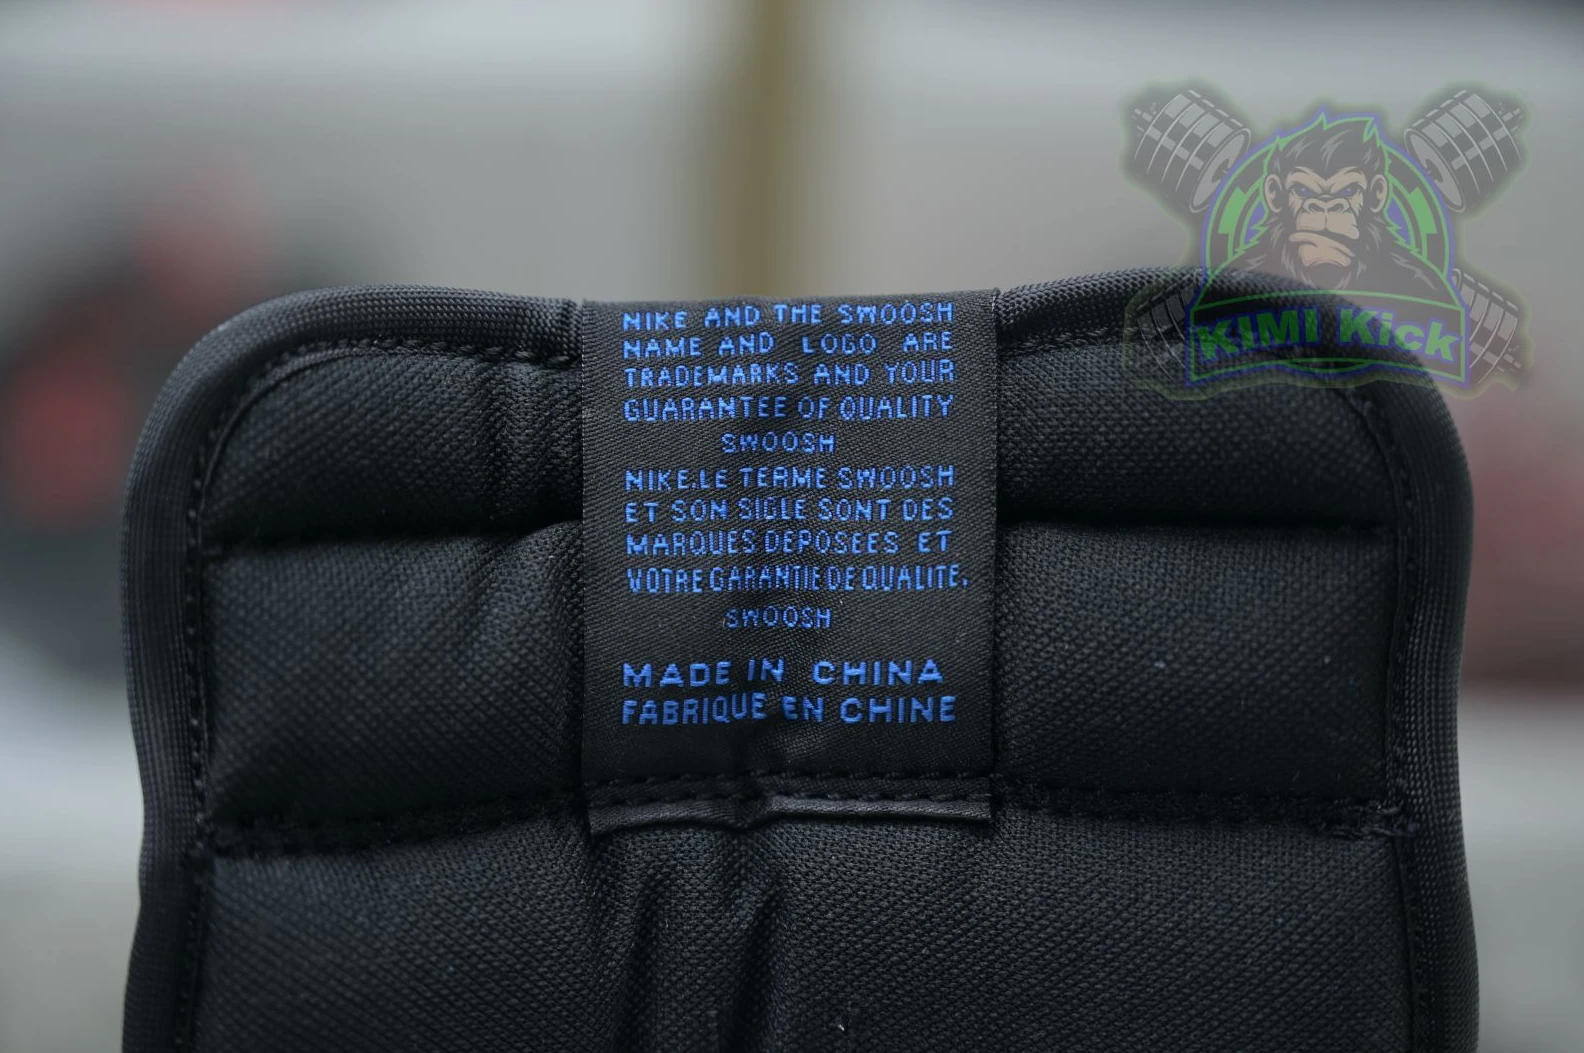 NIKE AND THE SWOOSH
NAME AND LOGO ARE
TRADEMARKS AND YOUR
GUARANTEE OF QUALITY
SWOOSH
NIKE.LE TERME SWOOSH
ET SON SIGLE SONT DES
MARQUES DEPOSEES ET
VOTRE GARANTIE DE QUALITE.
SWOOSH
MADE IN CHINA
FABRIQUE EN CHINE
KIMI Kick